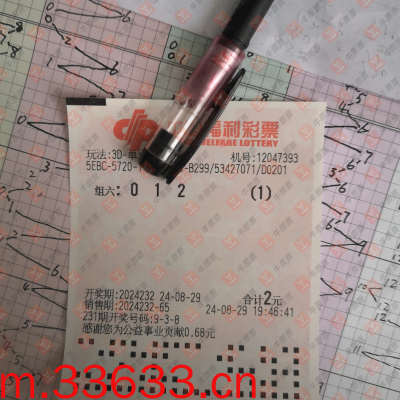 福利彩票
WELFARE LOTTERY
玩法:3D-单 机号:12047393
5EBC-5720- -B299/53427071/D0201
组六: 0 1 2 (1)
开奖期:2024232 24-08-29 合计2元
销售期:2024232-65 24-08-29 19:46:41
231期开奖号码:9-3-8
感谢您为公益事业贡献0.68元
m.33633.cn